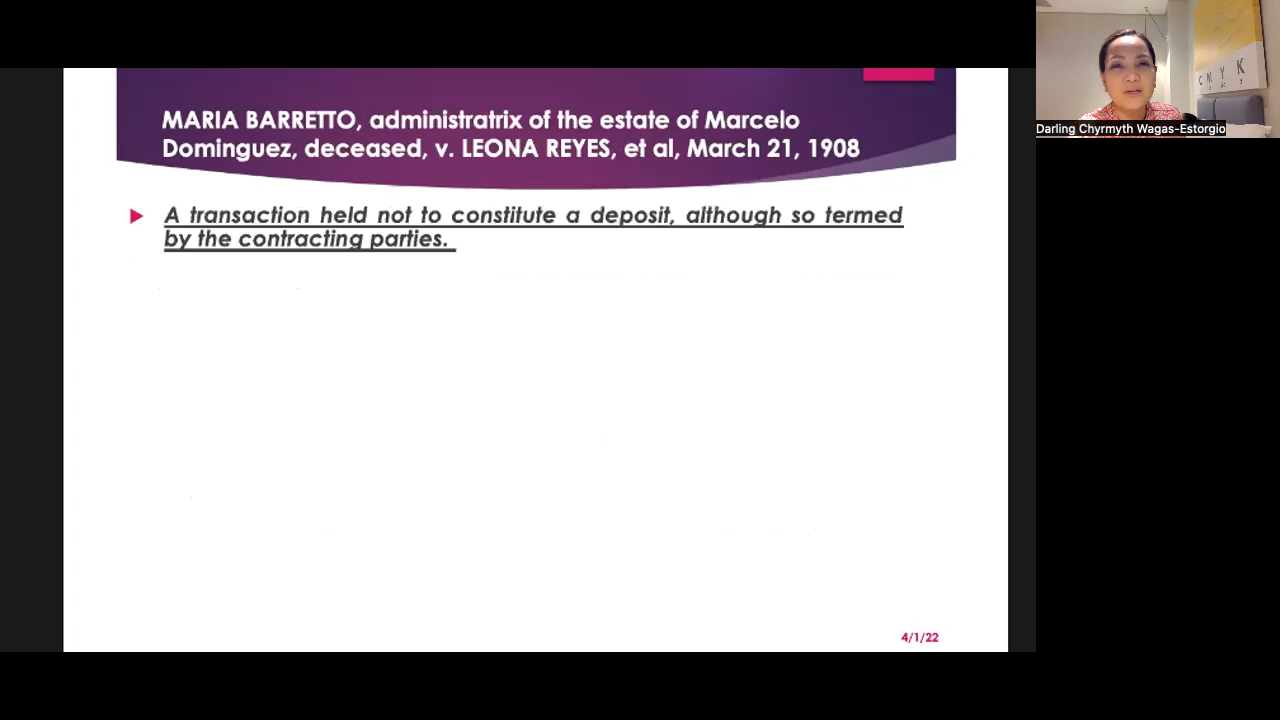 MARIA BARRETTO, administratrix of the estate of Marcelo
Dominguez, deceased, v. LEONA REYES, et al, March 21, 1908
A transaction held not to constitute a deposit, although so termed
by the contracting parties.
4/1/22
C M Y K
Darling Chyrmyth Wagas-Estorgio